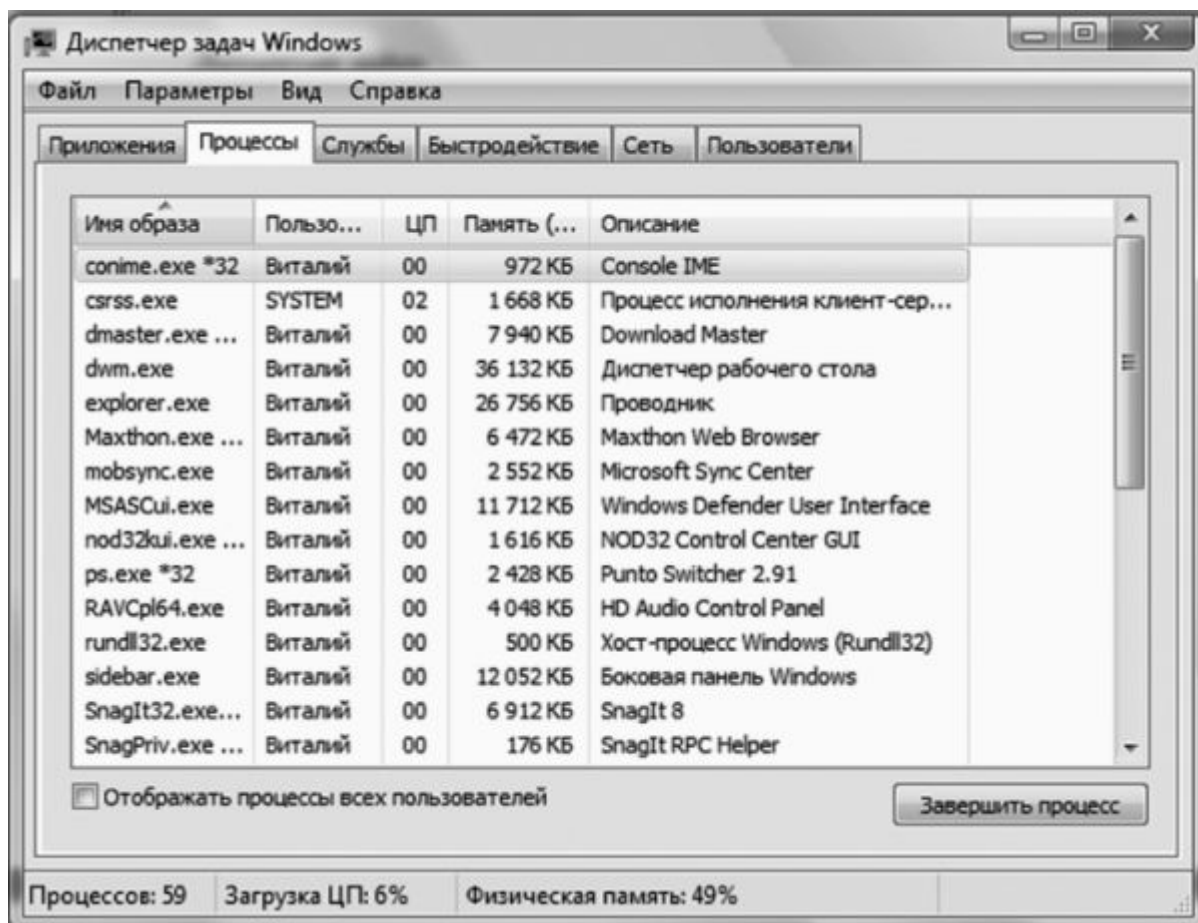 Диспетчер задач Windows
Файл Параметры Вид Справка
Приложения Процессы Службы Быстродействие Сеть Пользователи
Имя образа Пользо... ЦП Память (... Описание
conime.exe *32 Виталий 00 972 КБ Console IME
csrss.exe SYSTEM 02 1 668 КБ Процесс исполнения клиент-сер...
dmaster.exe ... Виталий 00 7 940 КБ Download Master
dwm.exe Виталий 00 36 132 КБ Диспетчер рабочего стола
explorer.exe Виталий 00 26 756 КБ Проводник
Maxthon.exe ... Виталий 00 6 472 КБ Maxthon Web Browser
mobsync.exe Виталий 00 2 552 КБ Microsoft Sync Center
MSASCui.exe Виталий 00 11 712 КБ Windows Defender User Interface
nod32kui.exe ... Виталий 00 1 616 КБ NOD32 Control Center GUI
ps.exe *32 Виталий 00 2 428 КБ Punto Switcher 2.91
RAVCpl64.exe Виталий 00 4 048 КБ HD Audio Control Panel
rundll32.exe Виталий 00 500 КБ Хост-процесс Windows (Rundll32)
sidebar.exe Виталий 00 12 052 КБ Боковая панель Windows
SnagIt32.exe... Виталий 00 6 912 КБ SnagIt 8
SnagPriv.exe ... Виталий 00 176 КБ SnagIt RPC Helper
Отображать процессы всех пользователей Завершить процесс
Процессов: 59 Загрузка ЦП: 6% Физическая память: 49%